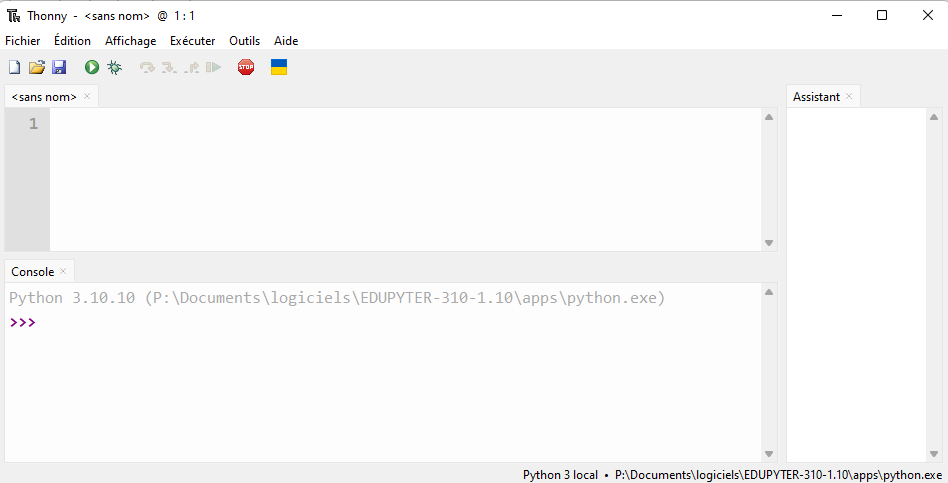 Thonny - <sans nom> @ 1 : 1
Fichier Édition Affichage Exécuter Outils Aide
STOP
<sans nom> ×
Assistant ×
1
Console ×
Python 3.10.10 (P:\Documents\logiciels\EDUPYTER-310-1.10\apps\python.exe)
>>>
Python 3 local • P:\Documents\logiciels\EDUPYTER-310-1.10\apps\python.exe